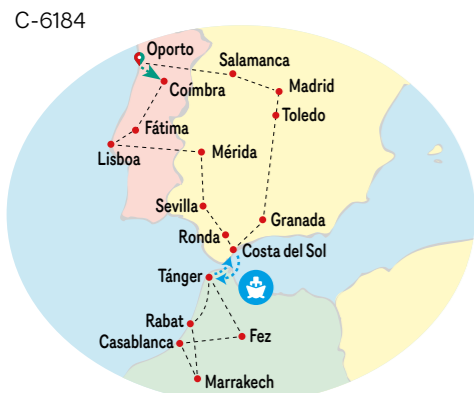 C-6184
Oporto
Salamanca
Coímbra
Madrid
Toledo
Fátima
Lisboa
Mérida
Sevilla
Granada
Ronda
Costa del Sol
Tánger
Rabat
Casablanca
Fez
Marrakech